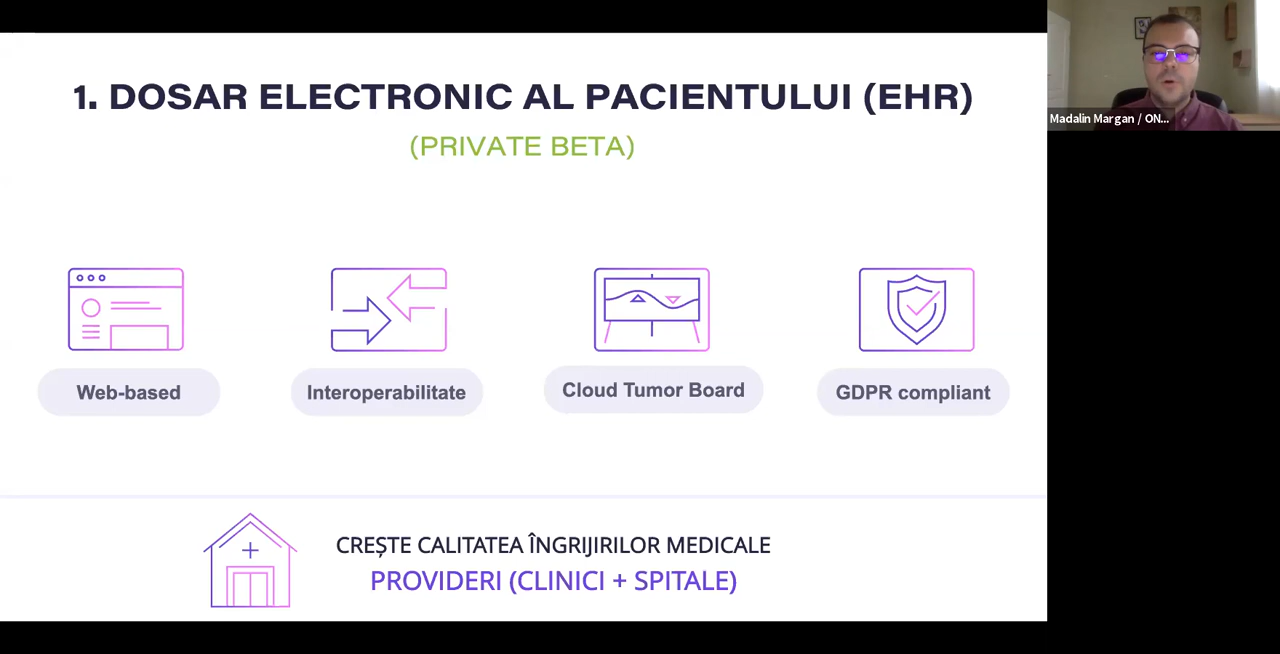 1. DOSAR ELECTRONIC AL PACIENTULUI (EHR)
(PRIVATE BETA)
Madalin Margan / ON...
Web-based
Interoperabilitate
Cloud Tumor Board
GDPR compliant
CREȘTE CALITATEA ÎNGRIJIRILOR MEDICALE
PROVIDERI (CLINICI + SPITALE)